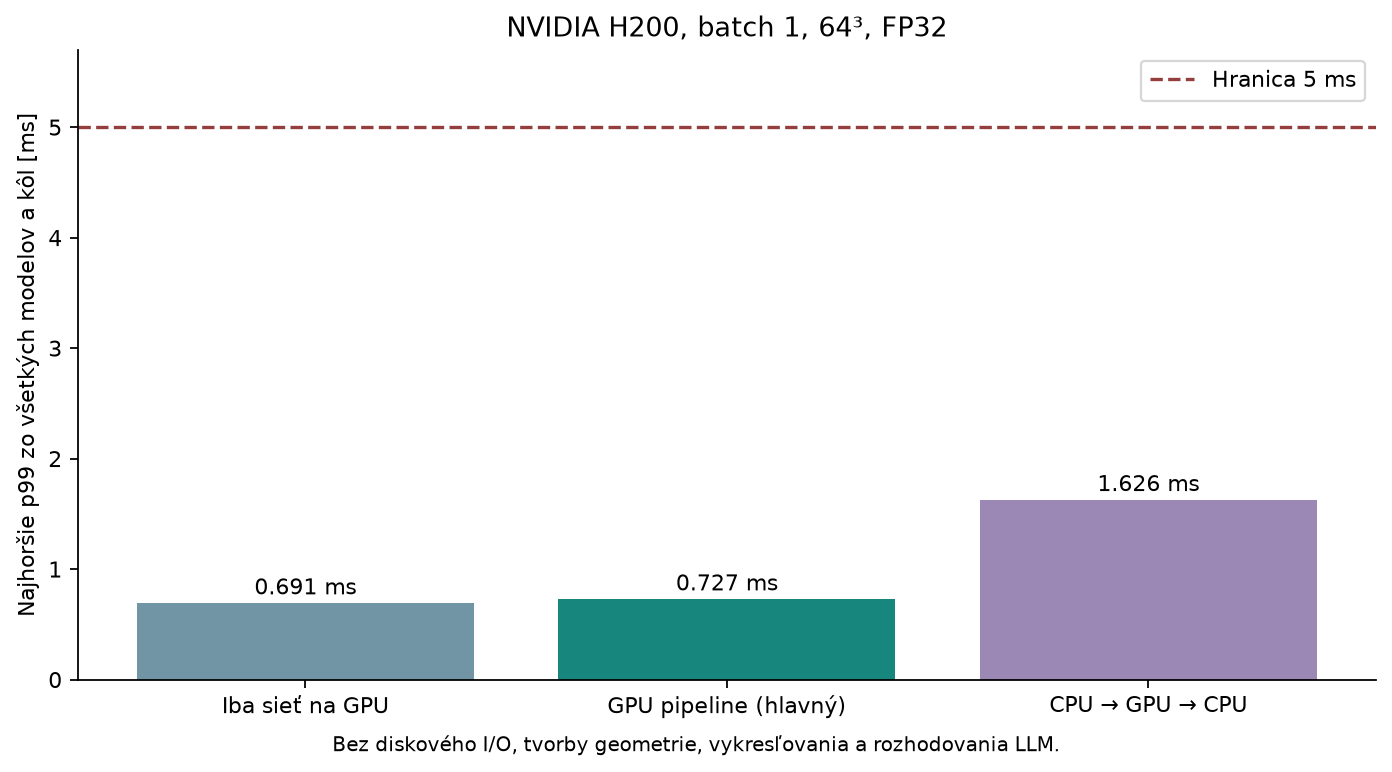 NVIDIA H200, batch 1, 64³, FP32
Hranica 5 ms
Najhoršie p99 zo všetkých modelov a kôl [ms]
5
4
3
2
1
0
0.691 ms
0.727 ms
1.626 ms
Iba sieť na GPU
GPU pipeline (hlavný)
CPU → GPU → CPU
Bez diskového I/O, tvorby geometrie, vykresľovania a rozhodovania LLM.